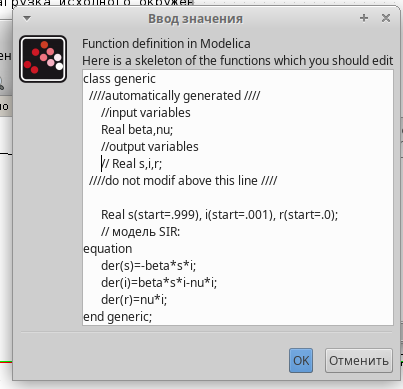 агрузка исходного окружен
Ввод значения
Function definition in Modelica
Here is a skeleton of the functions which you should edit
class generic
////automatically generated ////
//input variables
Real beta,nu;
//output variables
// Real s,i,r;
////do not modif above this line ////
Real s(start=.999), i(start=.001), r(start=.0);
// модель SIR:
equation
der(s)=-beta*s*i;
der(i)=beta*s*i-nu*i;
der(r)=nu*i;
end generic;
OK
Отменить